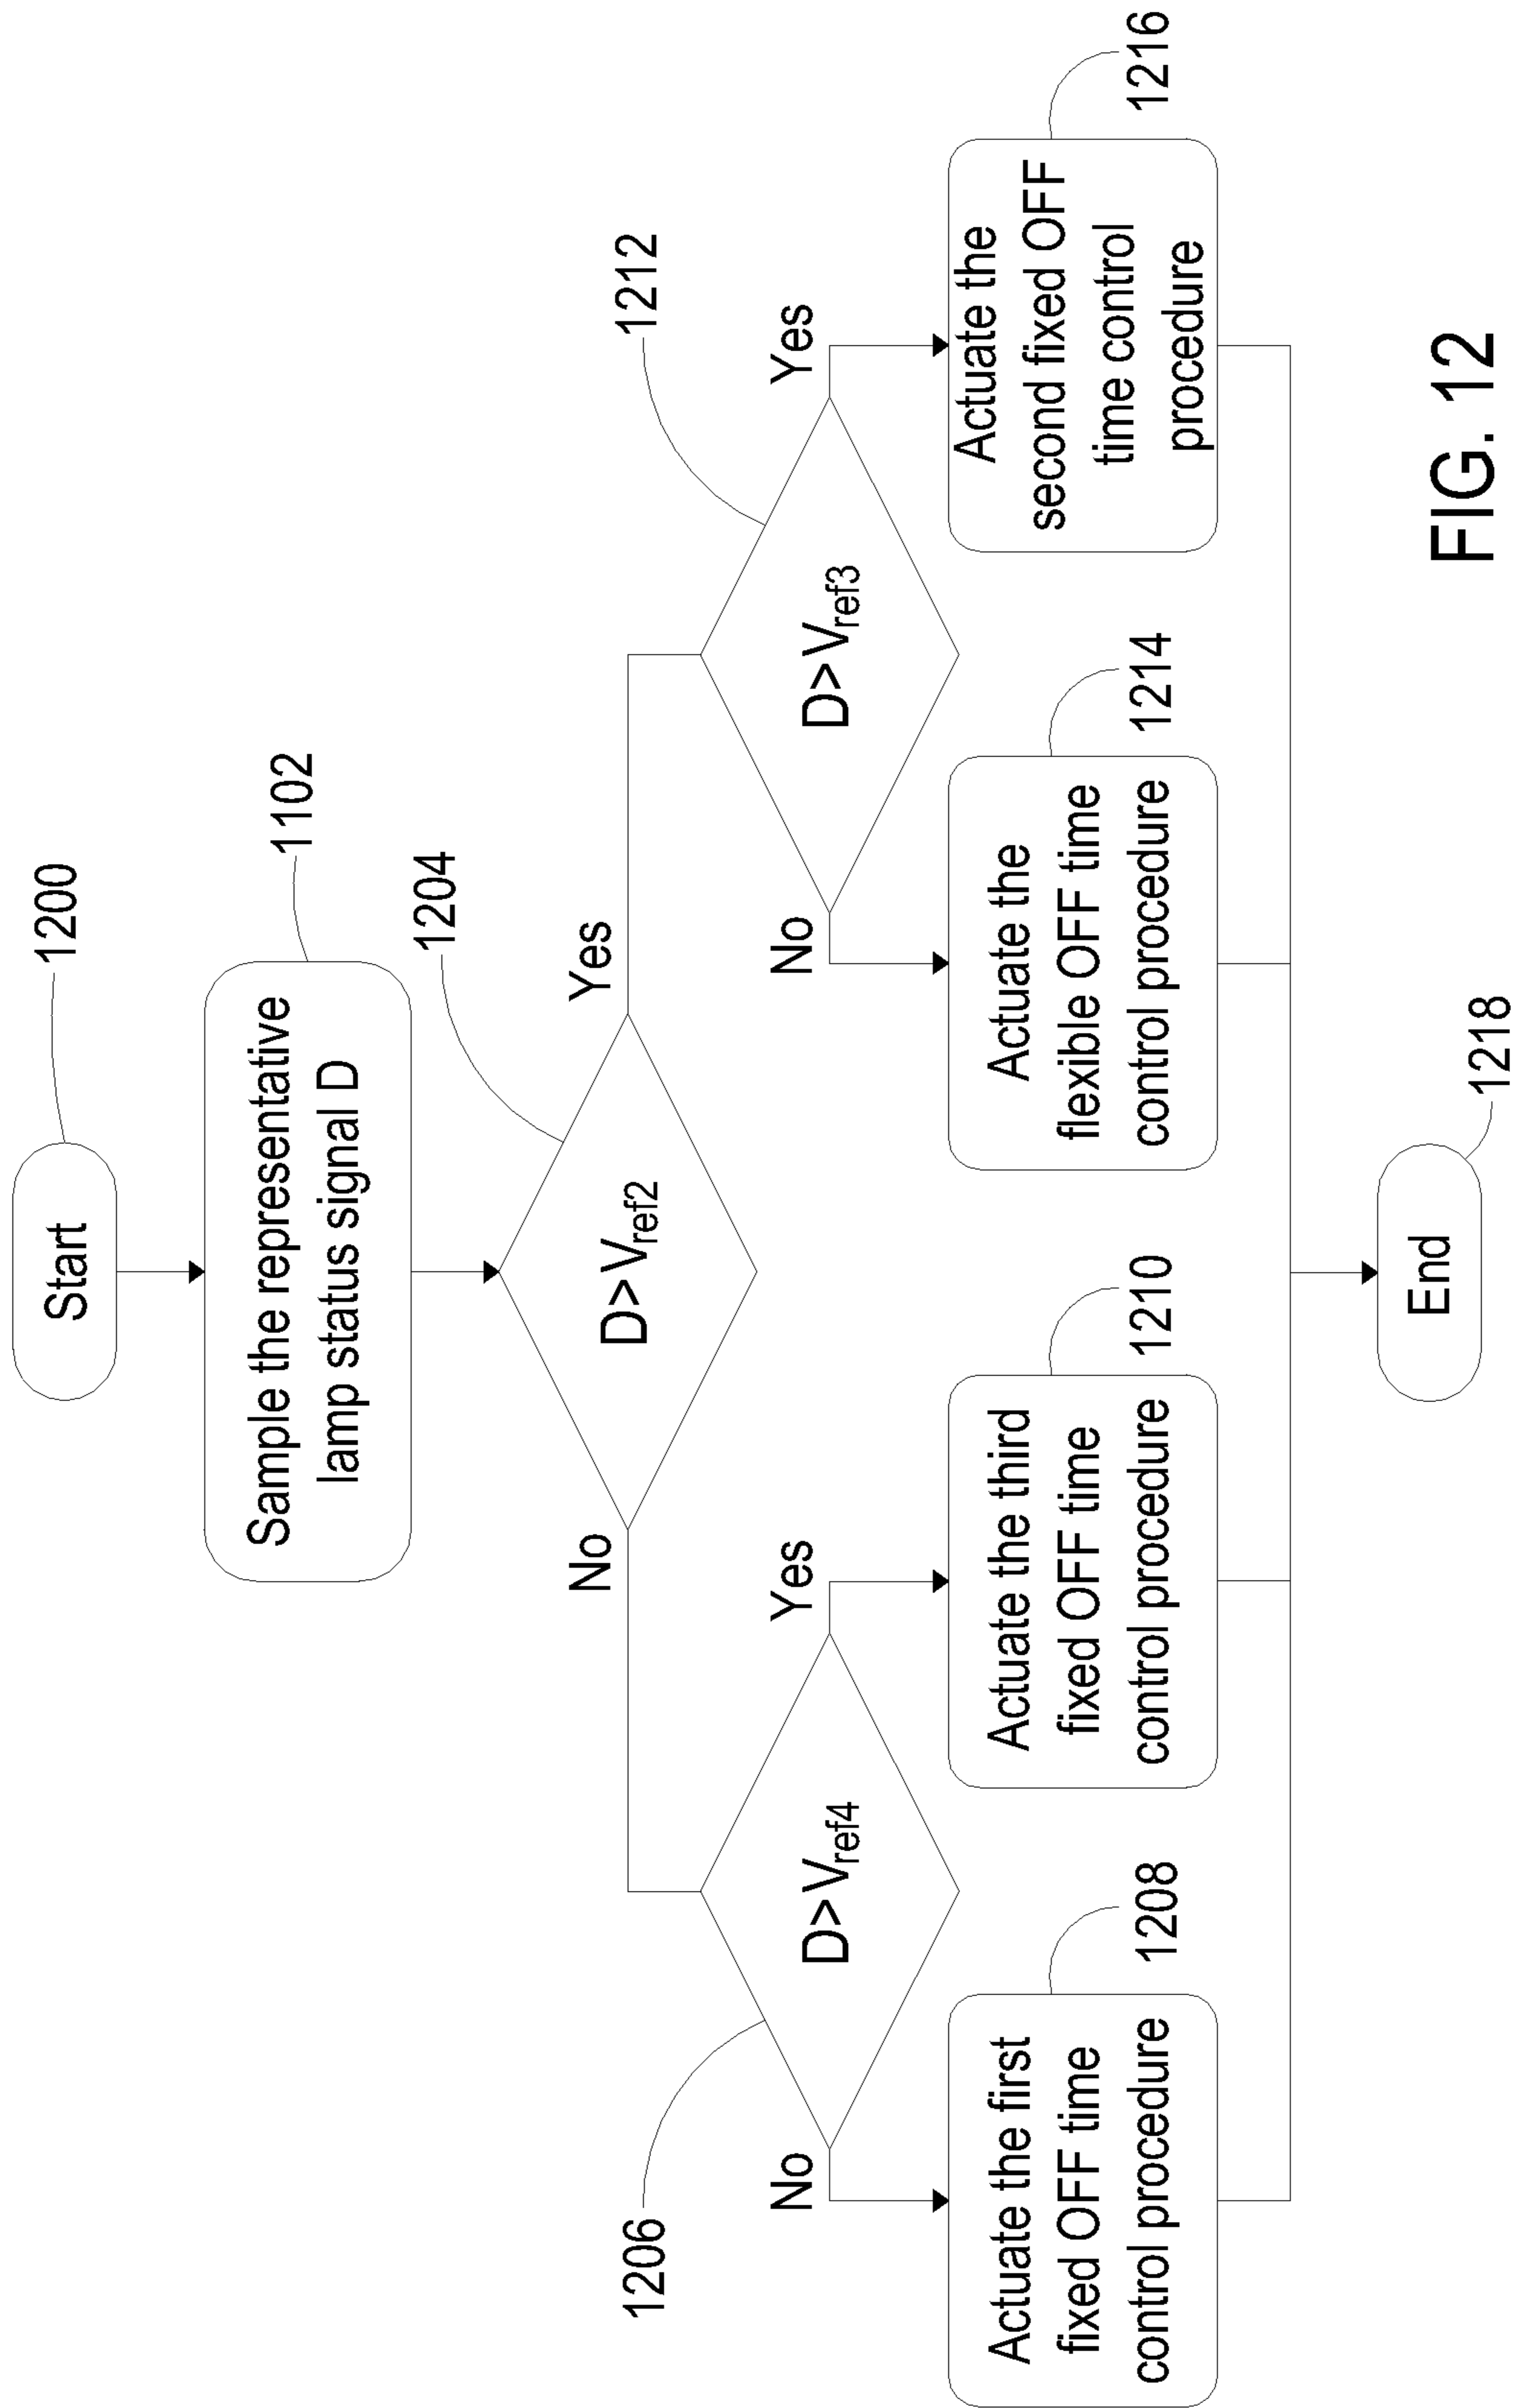 Start
1200
Sample the representative
lamp status signal D
1102
D>Vref2
1204
No
Yes
D>Vref4
1206
D>Vref3
1212
No
Yes
No
Yes
Actuate the first
fixed OFF time
control procedure
1208
Actuate the third
fixed OFF time
control procedure
1210
Actuate the
flexible OFF time
control procedure
1214
Actuate the
second fixed OFF
time control
procedure
1216
End
1218
FIG. 12